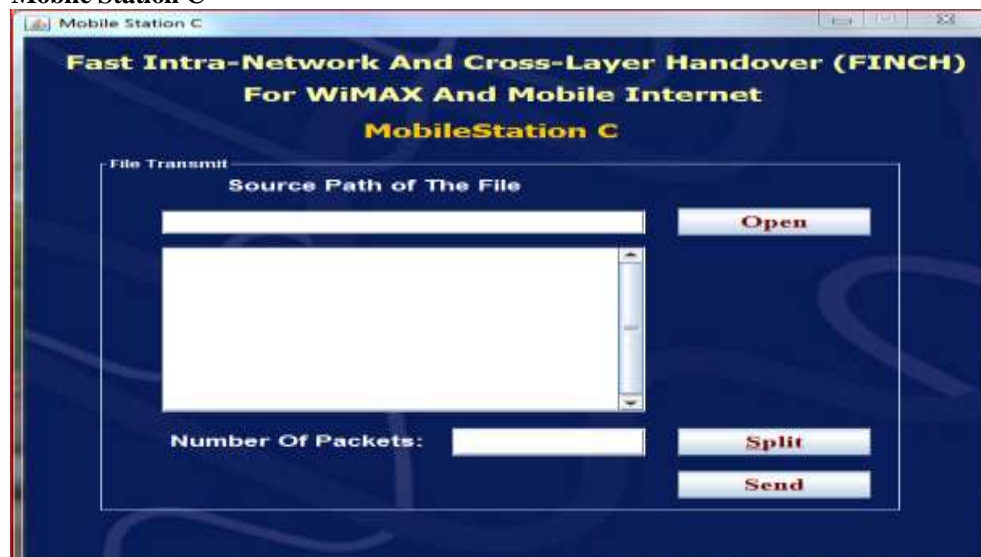 Mobile Station C
Mobile Station C
Fast Intra-Network And Cross-Layer Handover (FINCH)
For WiMAX And Mobile Internet
MobileStation C
File Transmit
Source Path of The File
Open
Number Of Packets:
Split
Send